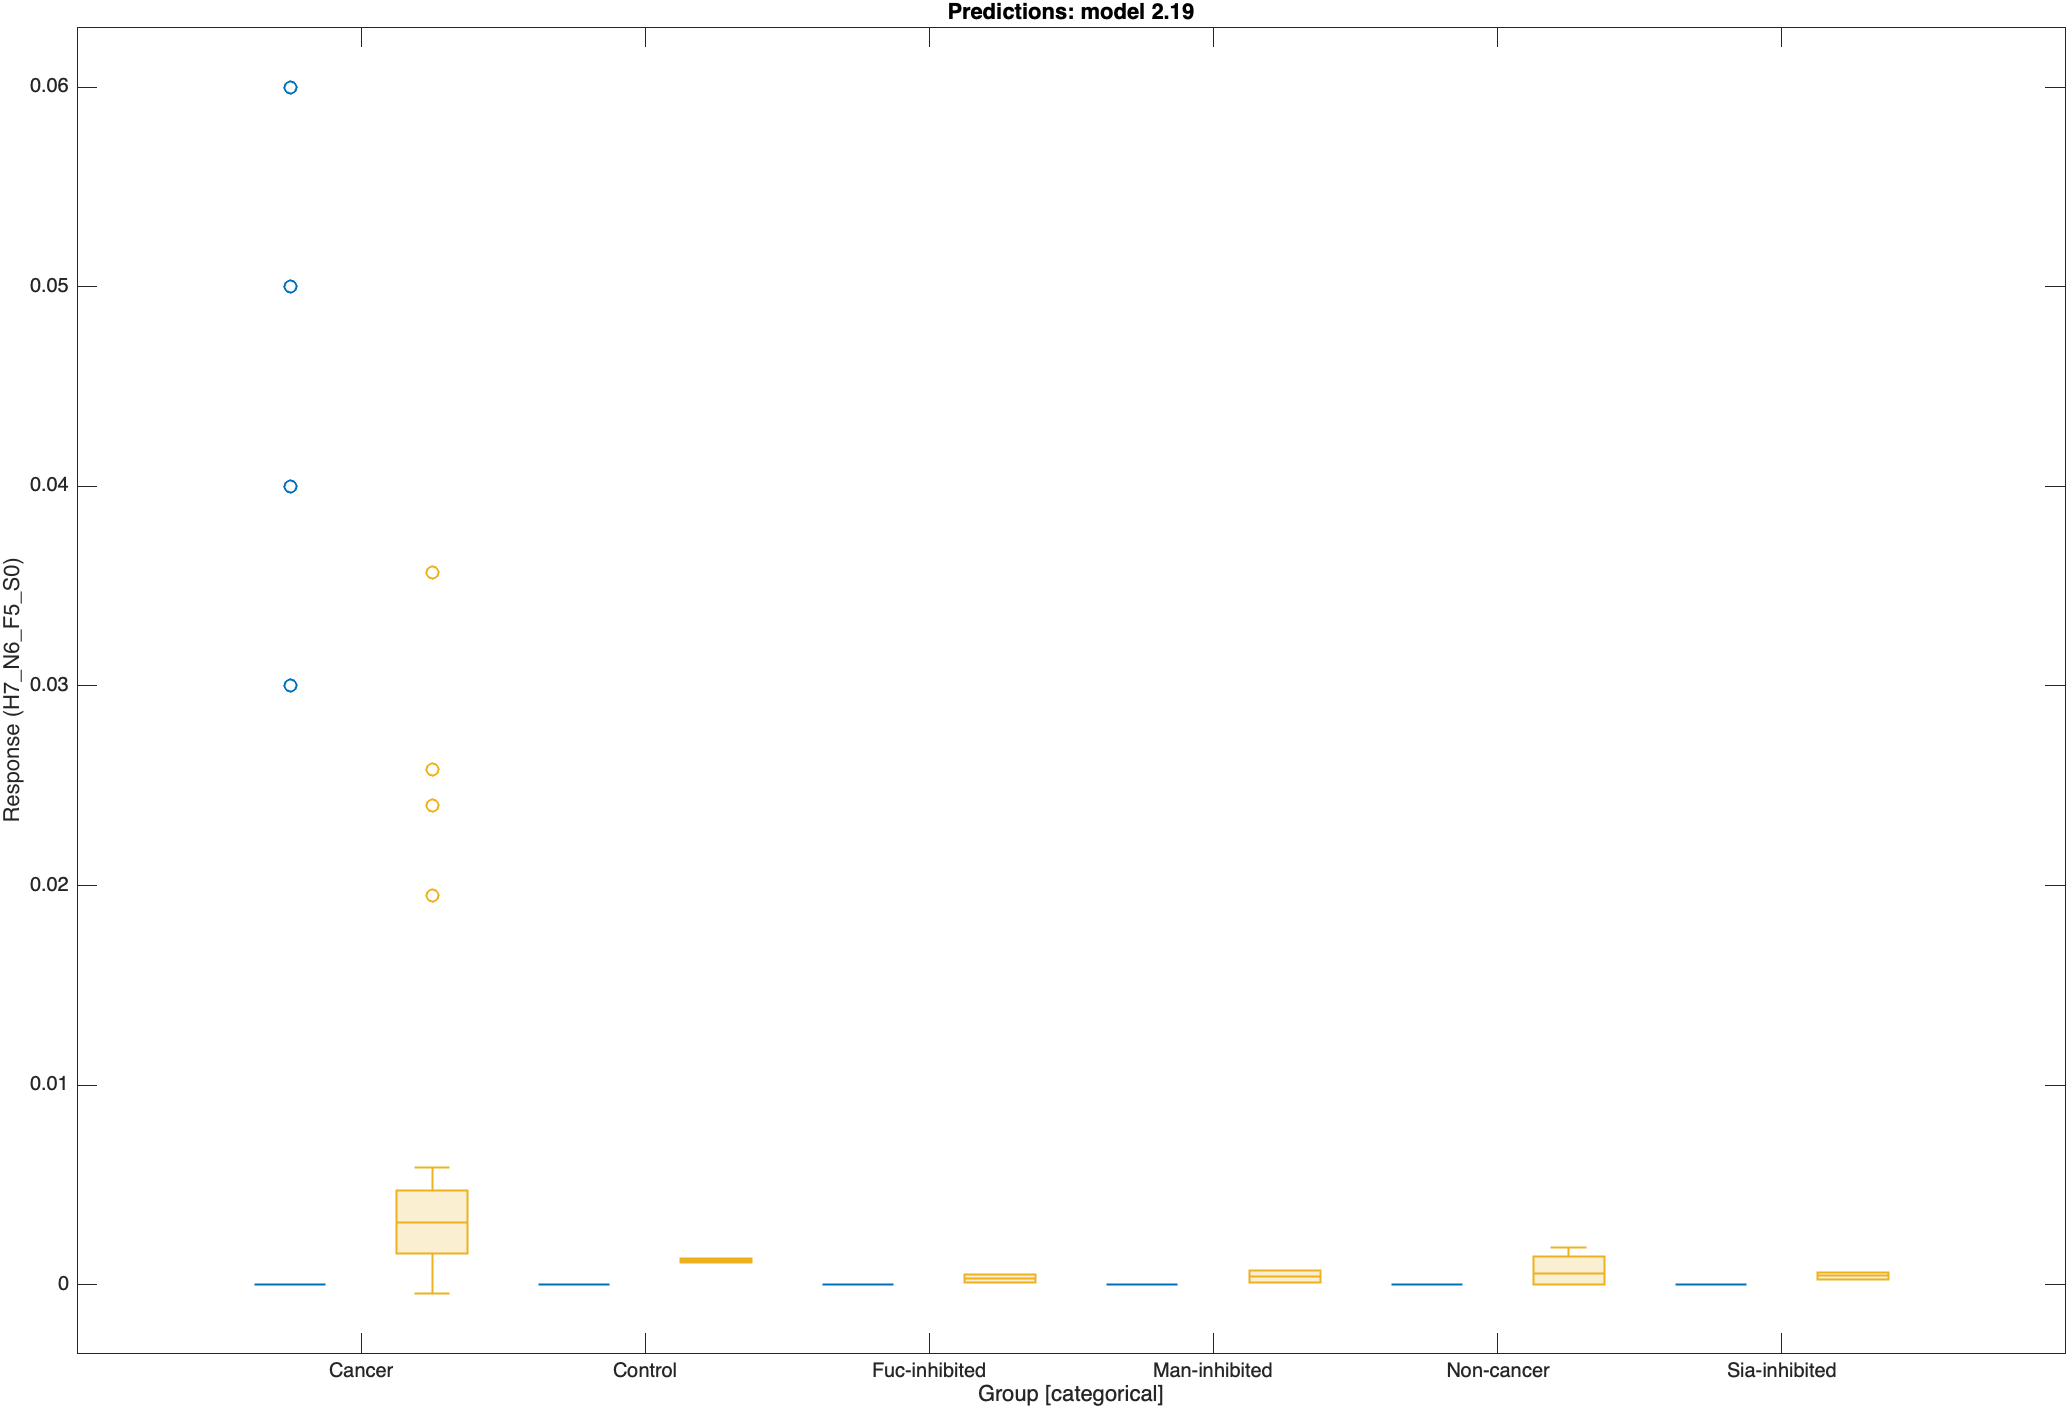 Predictions: model 2.19
0.06
0.05
0.04
0.03
0.02
0.01
0
Response (H7_N6_F5_S0)
Cancer Control Fuc-inhibited Man-inhibited Non-cancer Sia-inhibited
Group [categorical]